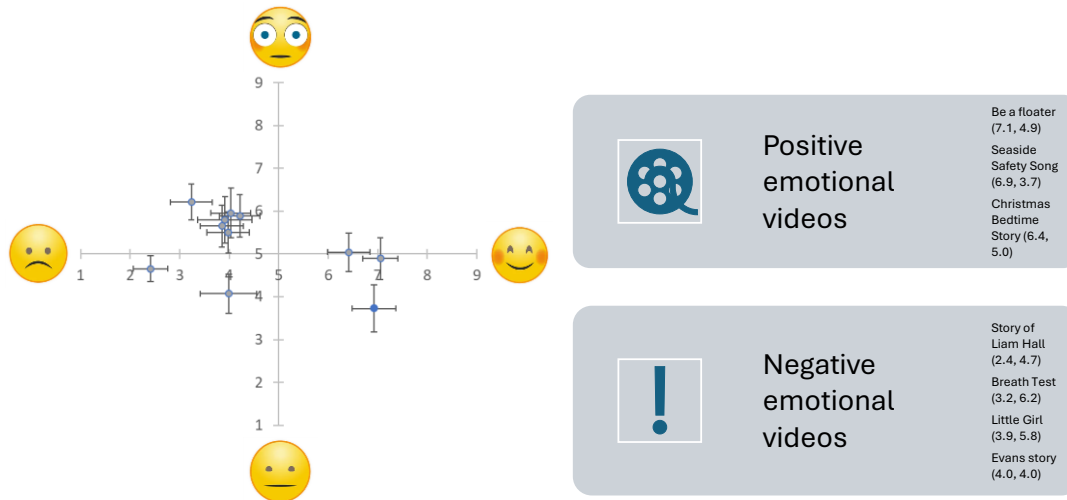 9
8
7
6
5
4
3
2
1
1 2 3 4 5 6 7 8 9
Positive
emotional
videos
Be a floater
(7.1, 4.9)
Seaside
Safety Song
(6.9, 3.7)
Christmas
Bedtime
Story (6.4,
5.0)
Negative
emotional
videos
Story of
Liam Hall
(2.4, 4.7)
Breath Test
(3.2, 6.2)
Little Girl
(3.9, 5.8)
Evans story
(4.0, 4.0)